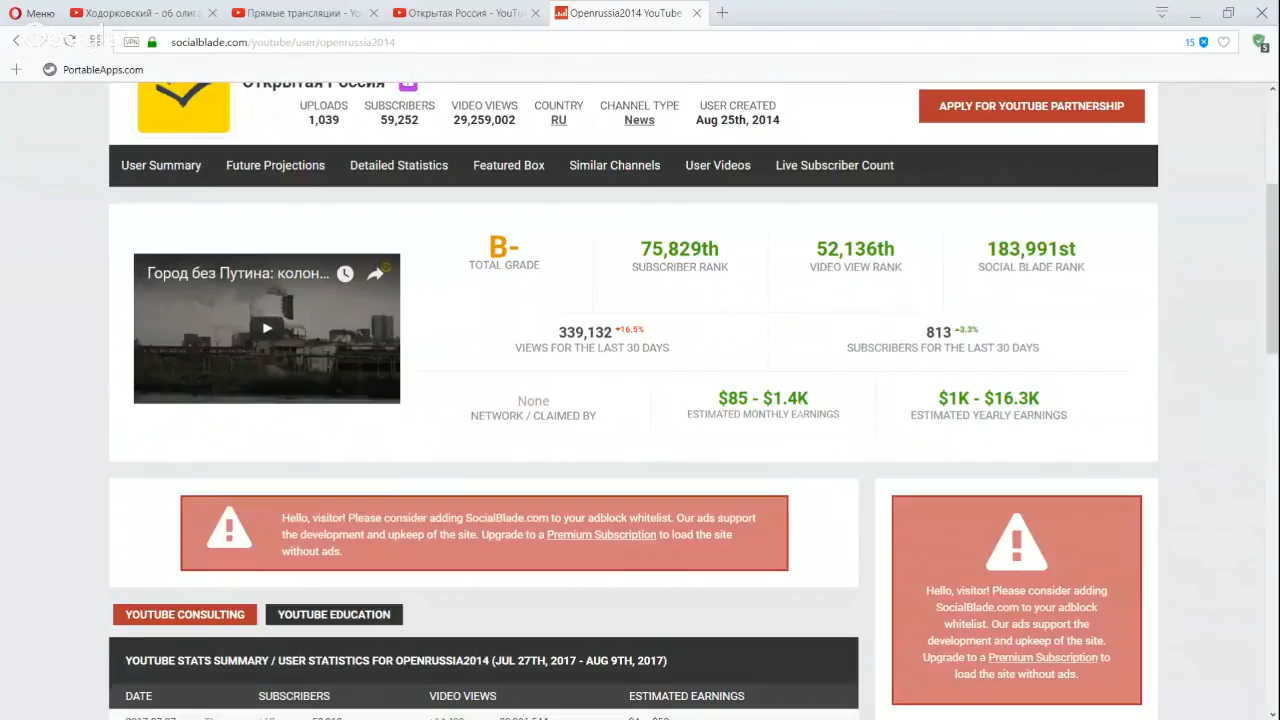 Меню
Ходорковский - об олига
Прямые трансляции - Yo
Открытая Россия - YouTu
Openrussia2014 YouTube
VPN
socialblade.com/youtube/user/openrussia2014
15
5
PortableApps.com
Открытая Россия
UPLOADS SUBSCRIBERS VIDEO VIEWS COUNTRY CHANNEL TYPE USER CREATED
1,039 59,252 29,259,002 RU News Aug 25th, 2014
APPLY FOR YOUTUBE PARTNERSHIP
User Summary Future Projections Detailed Statistics Featured Box Similar Channels User Videos Live Subscriber Count
Город без Путина: колон...
B-
TOTAL GRADE
75,829th
SUBSCRIBER RANK
52,136th
VIDEO VIEW RANK
183,991st
SOCIAL BLADE RANK
339,132 16.5%
VIEWS FOR THE LAST 30 DAYS
813 3.3%
SUBSCRIBERS FOR THE LAST 30 DAYS
None
NETWORK / CLAIMED BY
$85 - $1.4K
ESTIMATED MONTHLY EARNINGS
$1K - $16.3K
ESTIMATED YEARLY EARNINGS
Hello, visitor! Please consider adding SocialBlade.com to your adblock whitelist. Our ads support
the development and upkeep of the site. Upgrade to a Premium Subscription to load the site
without ads.
Hello, visitor! Please consider adding
SocialBlade.com to your adblock
whitelist. Our ads support the
development and upkeep of the site.
Upgrade to a Premium Subscription to
load the site without ads.
YOUTUBE CONSULTING YOUTUBE EDUCATION
YOUTUBE STATS SUMMARY / USER STATISTICS FOR OPENRUSSIA2014 (JUL 27TH, 2017 - AUG 9TH, 2017)
DATE SUBSCRIBERS VIDEO VIEWS ESTIMATED EARNINGS